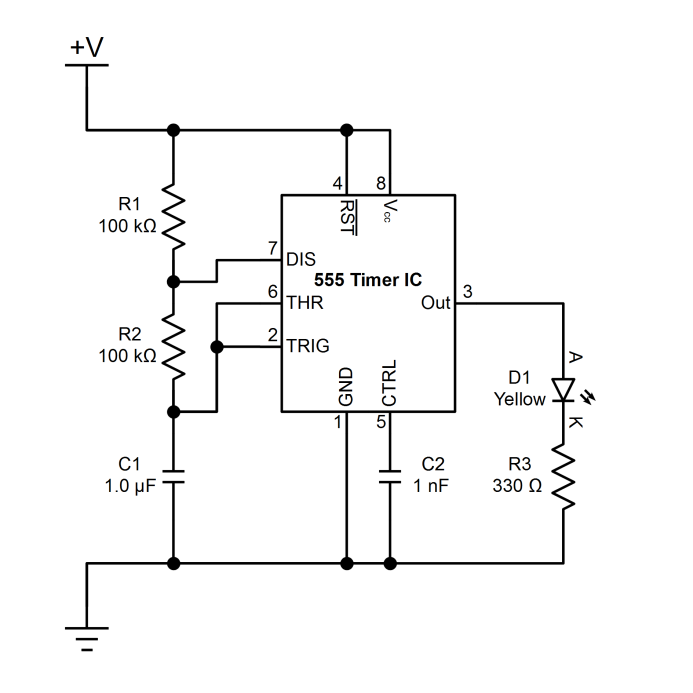 +V
4
8
R1
100 kΩ
RST
Vcc
7
DIS
555 Timer IC
6
THR
Out
3
2
TRIG
R2
100 kΩ
A
GND
CTRL
D1
Yellow
1
5
K
C1
1.0 µF
C2
1 nF
R3
330 Ω